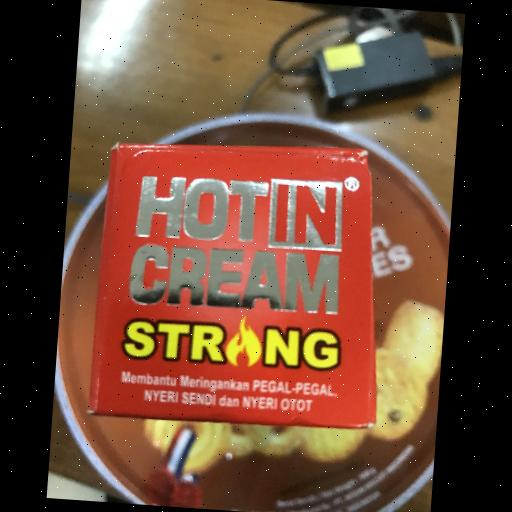 HOT IN®
CREAM
STRONG
Membantu Meringankan PEGAL-PEGAL,
NYERI SENDI dan NYERI OTOT